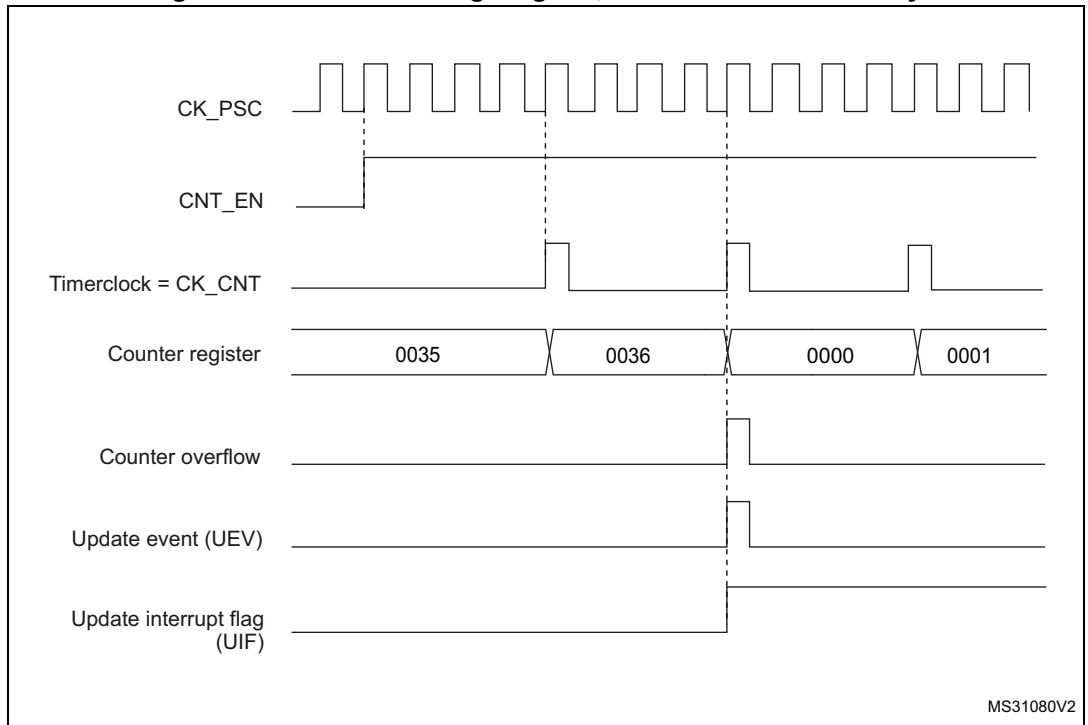 CK_PSC
CNT_EN
Timerclock = CK_CNT
Counter register
0035
0036
0000
0001
Counter overflow
Update event (UEV)
Update interrupt flag
(UIF)
MS31080V2